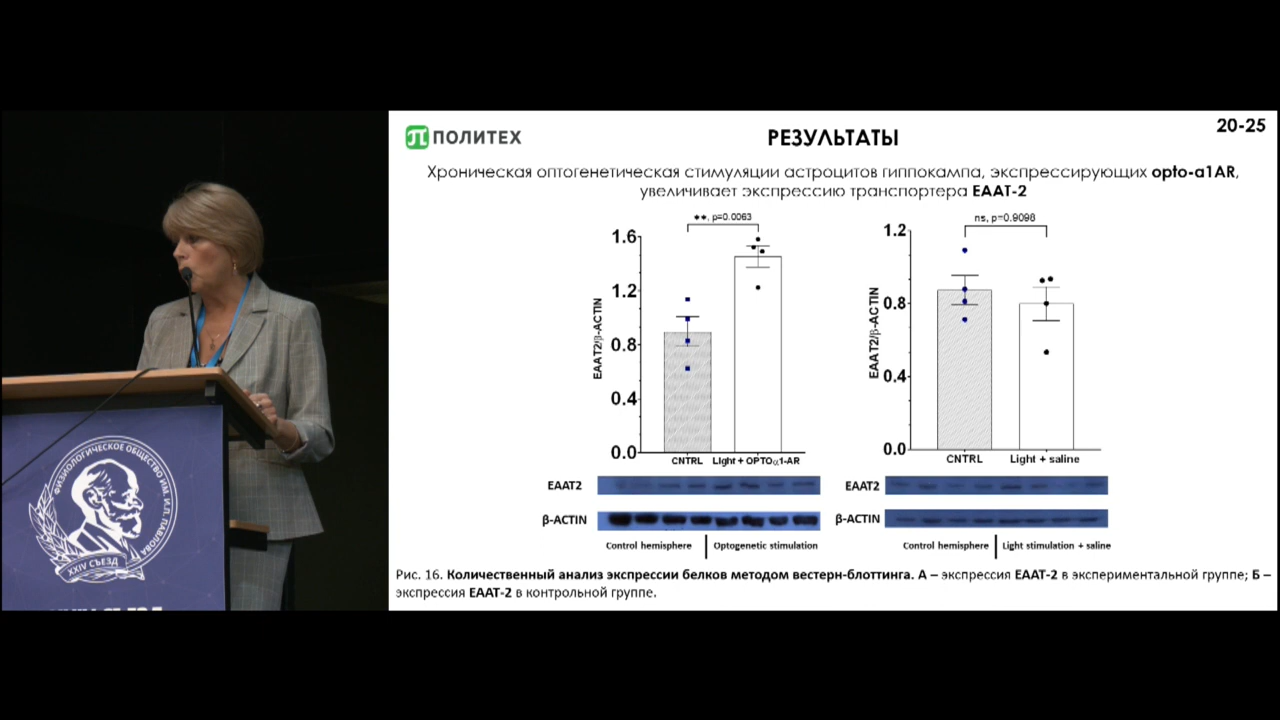 ПОЛИТЕХ
РЕЗУЛЬТАТЫ
20-25
Хроническая оптогенетическая стимуляции астроцитов гиппокампа, экспрессирующих opto-a1AR,
увеличивает экспрессию транспортера EAAT-2
**, p=0.0063
1.6
1.2
0.8
0.4
0.0
EAAT2/β-ACTIN
CNTRL
Light + OPTOα1-AR
ns, p=0.9098
1.2
0.8
0.4
0.0
EAAT2/β-ACTIN
CNTRL
Light + saline
EAAT2
β-ACTIN
Control hemisphere
Optogenetic stimulation
EAAT2
β-ACTIN
Control hemisphere
Light stimulation + saline
Рис. 16. Количественный анализ экспрессии белков методом вестерн-блоттинга. А – экспрессия EAAT-2 в экспериментальной группе; Б –
экспрессия EAAT-2 в контрольной группе.
ФИЗИОЛОГИЧЕСКОЕ ОБЩЕСТВО ИМ. И.П. ПАВЛОВА
XXIV СЪЕЗД